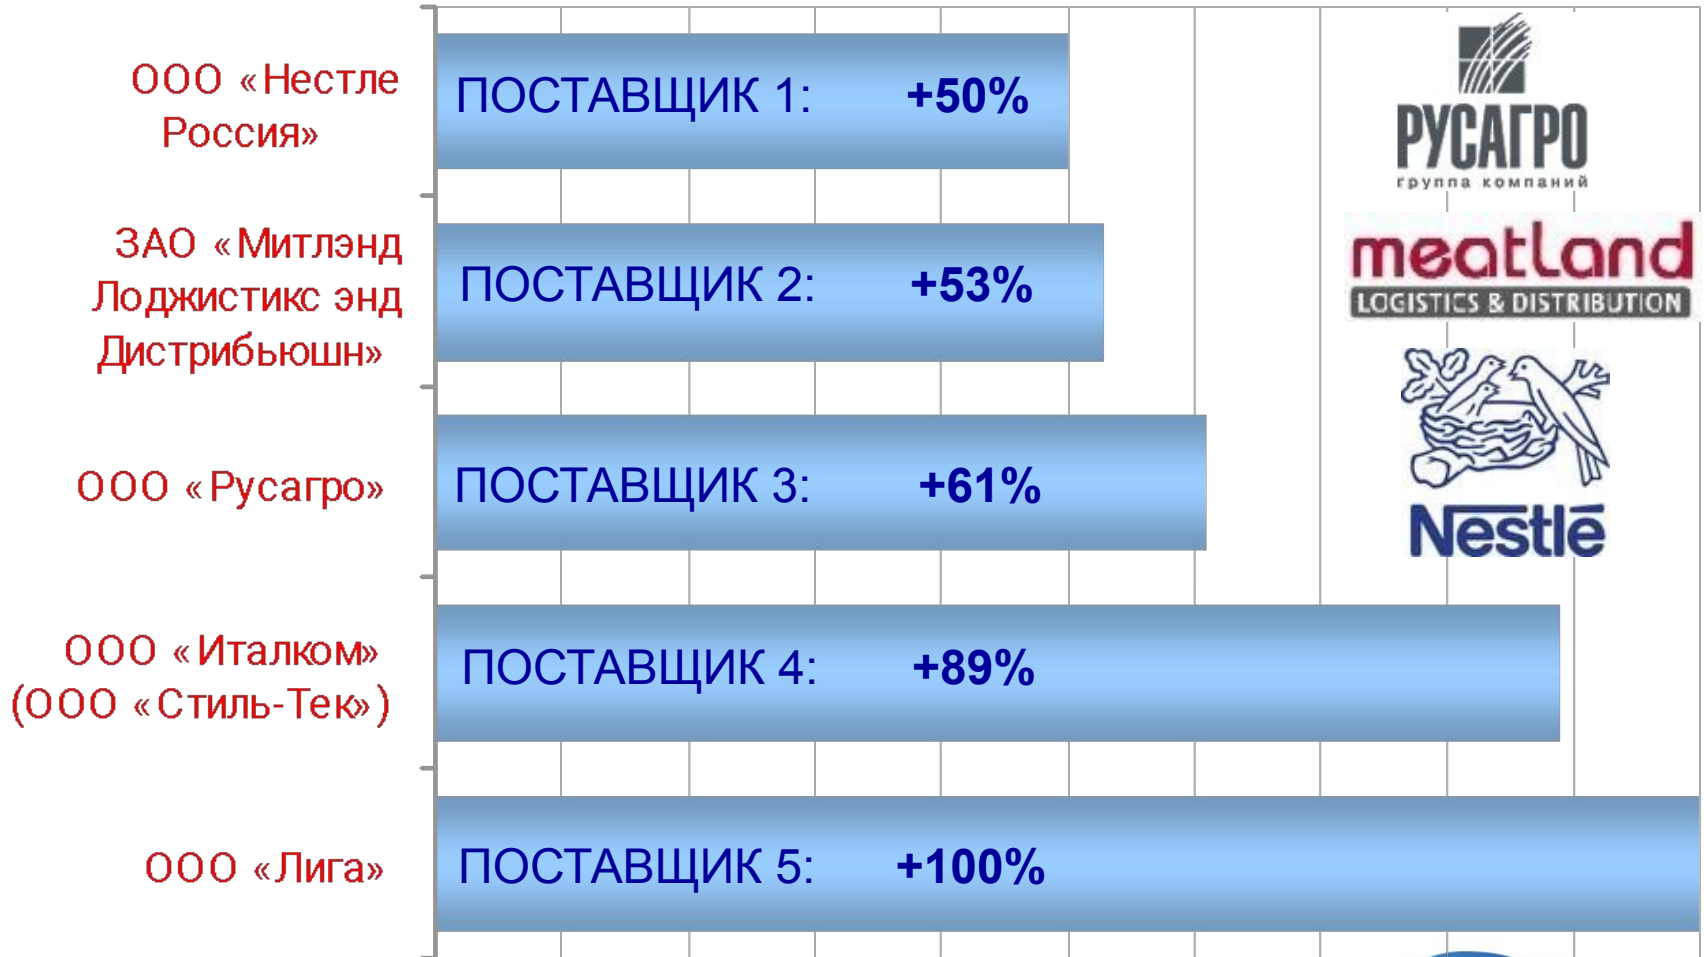 ООО «Нестле
Россия»
ПОСТАВЩИК 1: +50%
ЗАО «Митлэнд
Лоджистикс энд
Дистрибьюшн»
ПОСТАВЩИК 2: +53%
ООО «Русагро»
ПОСТАВЩИК 3: +61%
ООО «Италком»
(ООО «Стиль-Тек»)
ПОСТАВЩИК 4: +89%
ООО «Лига»
ПОСТАВЩИК 5: +100%
РУСАГРО
группа компаний
meatland
LOGISTICS & DISTRIBUTION
Nestlé